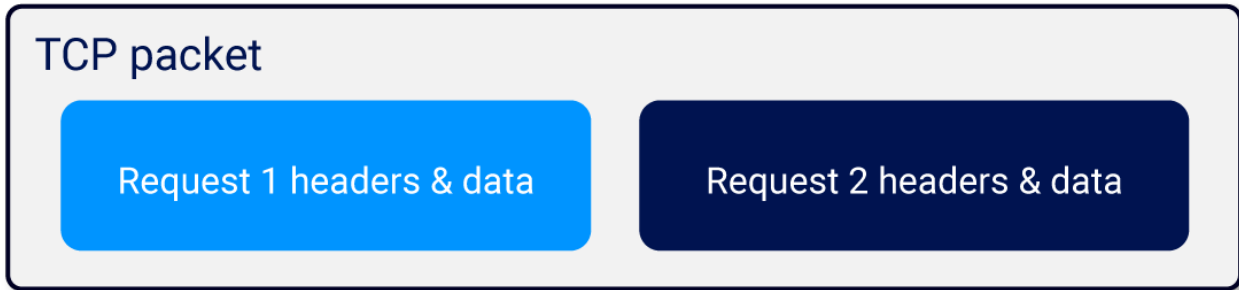 TCP packet
Request 1 headers & data
Request 2 headers & data